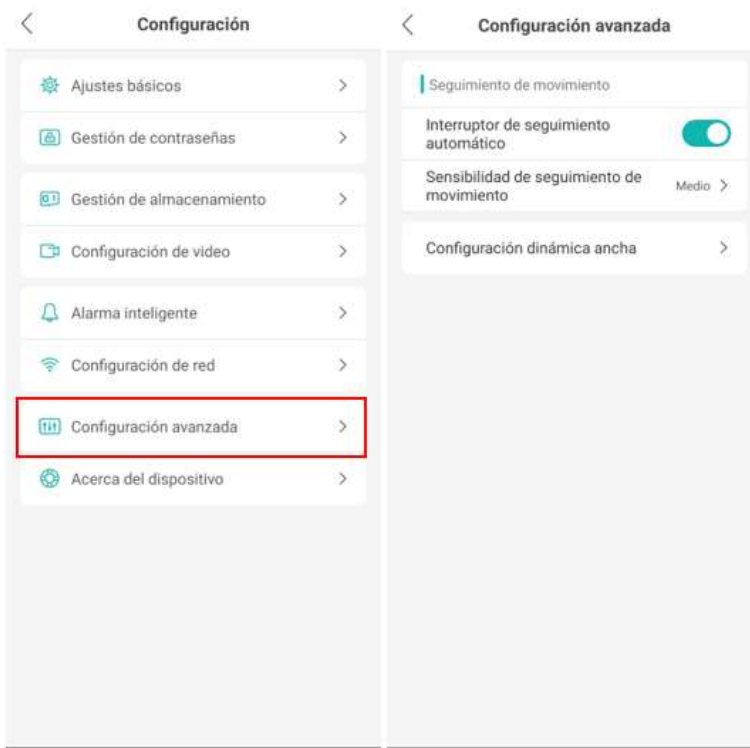 Configuración
Ajustes básicos
Gestión de contraseñas
Gestión de almacenamiento
Configuración de video
Alarma inteligente
Configuración de red
Configuración avanzada
Acerca del dispositivo
Configuración avanzada
Seguimiento de movimiento
Interruptor de seguimiento
automático
Sensibilidad de seguimiento de
movimiento
Medio
Configuración dinámica ancha